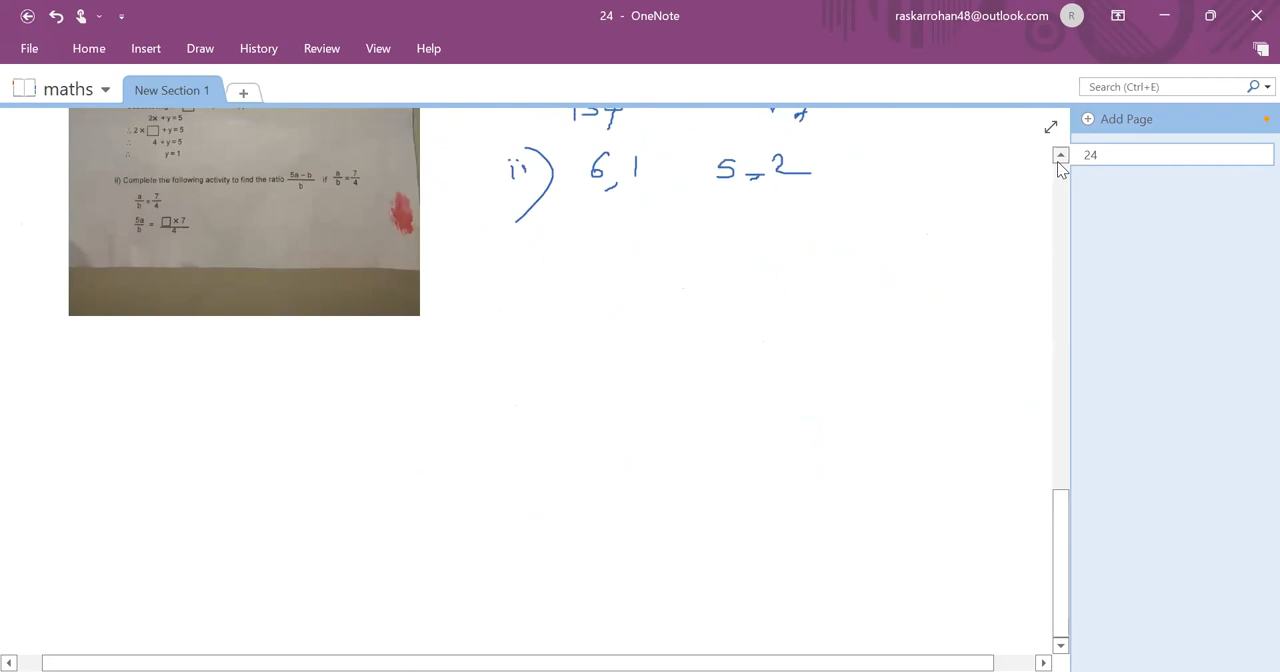 24 - OneNote
raskarrohan48@outlook.com
R
File Home Insert Draw History Review View Help
maths
New Section 1
+
Search (Ctrl+E)
Add Page
24
2x + y = 5
∴ 2 × □ + y = 5
∴ 4 + y = 5
∴ y = 1
ii) Complete the following activity to find the ratio (5a−b)/b if a/b = 7/4
a/b = 7/4
5a/b = (□ × 7)/4
ii) 6, 1 5 - 2